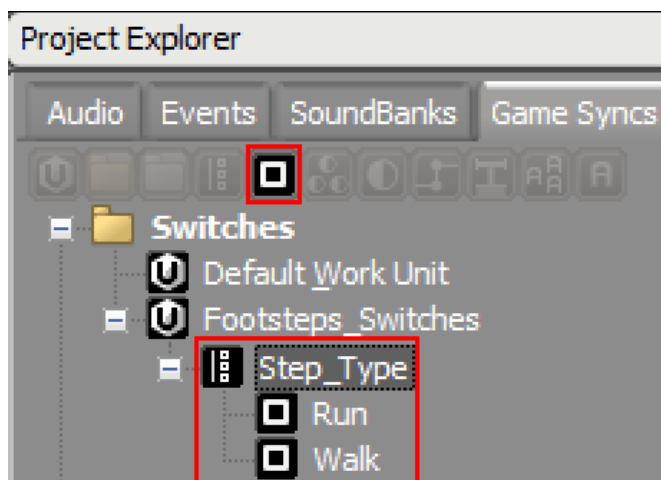 Project Explorer
Audio Events SoundBanks Game Syncs
Switches
Default Work Unit
Footsteps_Switches
Step_Type
Run
Walk